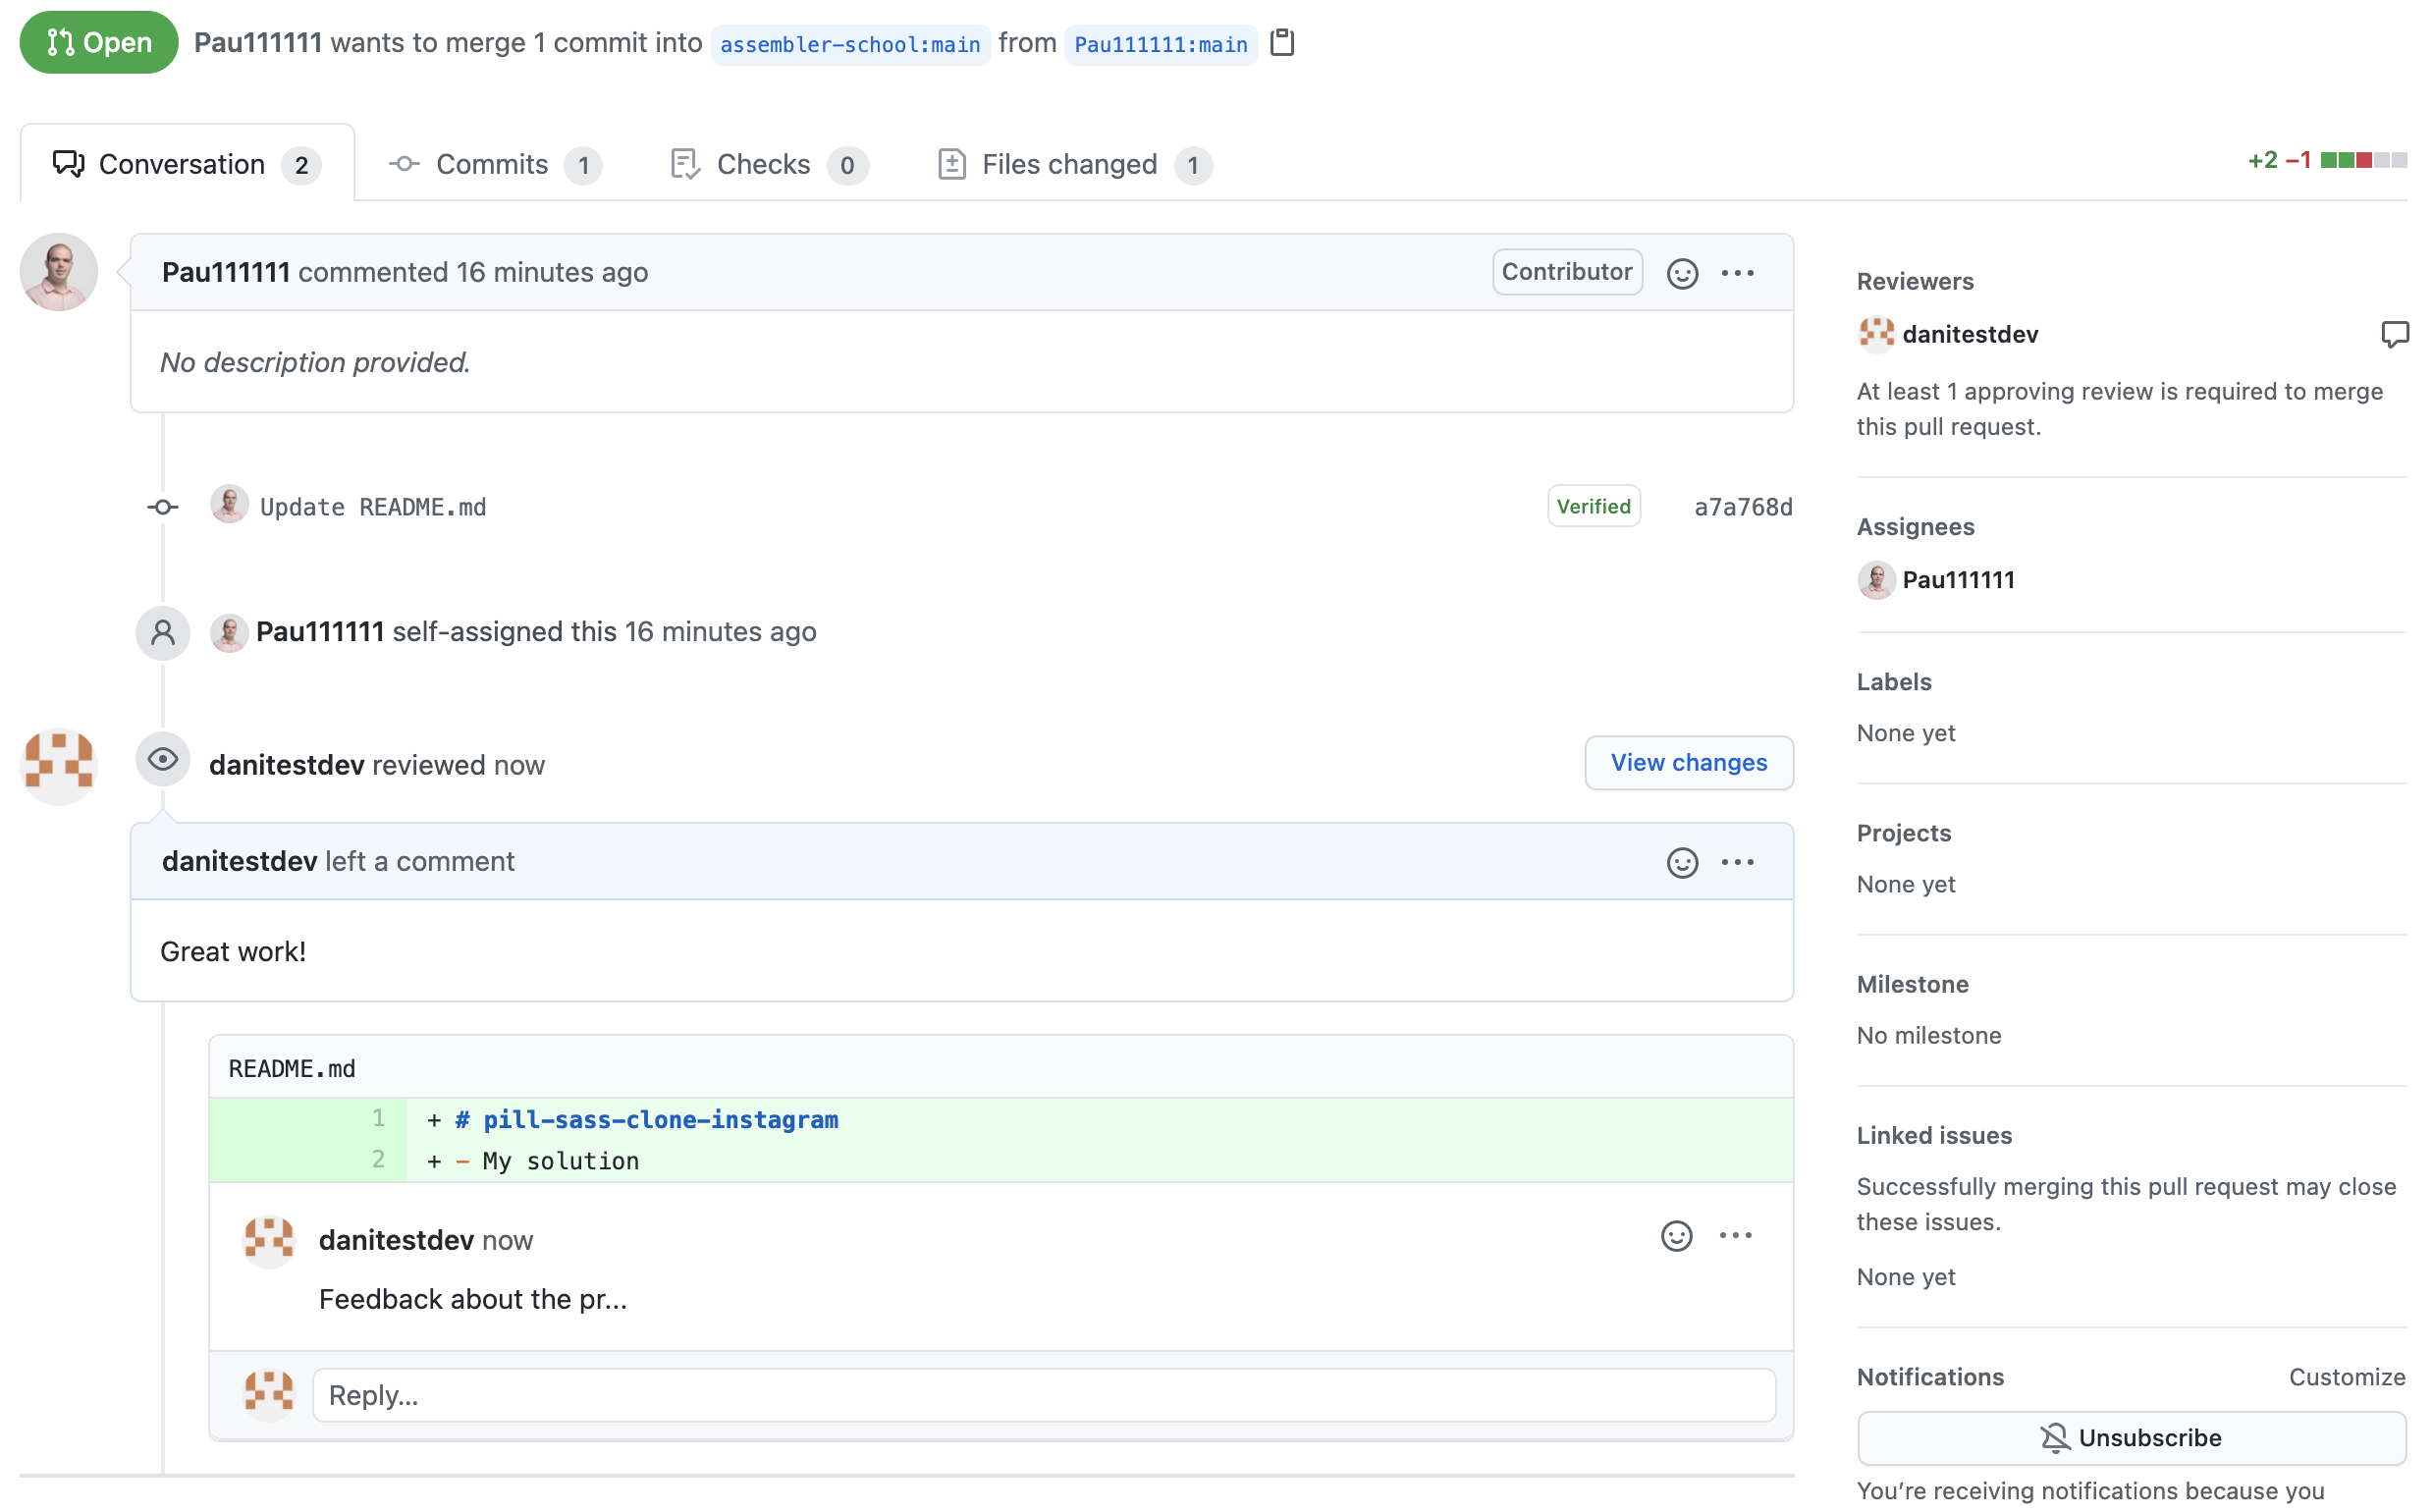 Open Pau111111 wants to merge 1 commit into assembler-school:main from Pau111111:main
Conversation 2 Commits 1 Checks 0 Files changed 1 +2 −1
Pau111111 commented 16 minutes ago Contributor
No description provided.
Update README.md Verified a7a768d
Pau111111 self-assigned this 16 minutes ago
danitestdev reviewed now View changes
danitestdev left a comment
Great work!
README.md
1 + # pill-sass-clone-instagram
2 + - My solution
danitestdev now
Feedback about the pr...
Reply...
Reviewers
danitestdev
At least 1 approving review is required to merge
this pull request.
Assignees
Pau111111
Labels
None yet
Projects
None yet
Milestone
No milestone
Linked issues
Successfully merging this pull request may close
these issues.
None yet
Notifications Customize
Unsubscribe
You’re receiving notifications because you